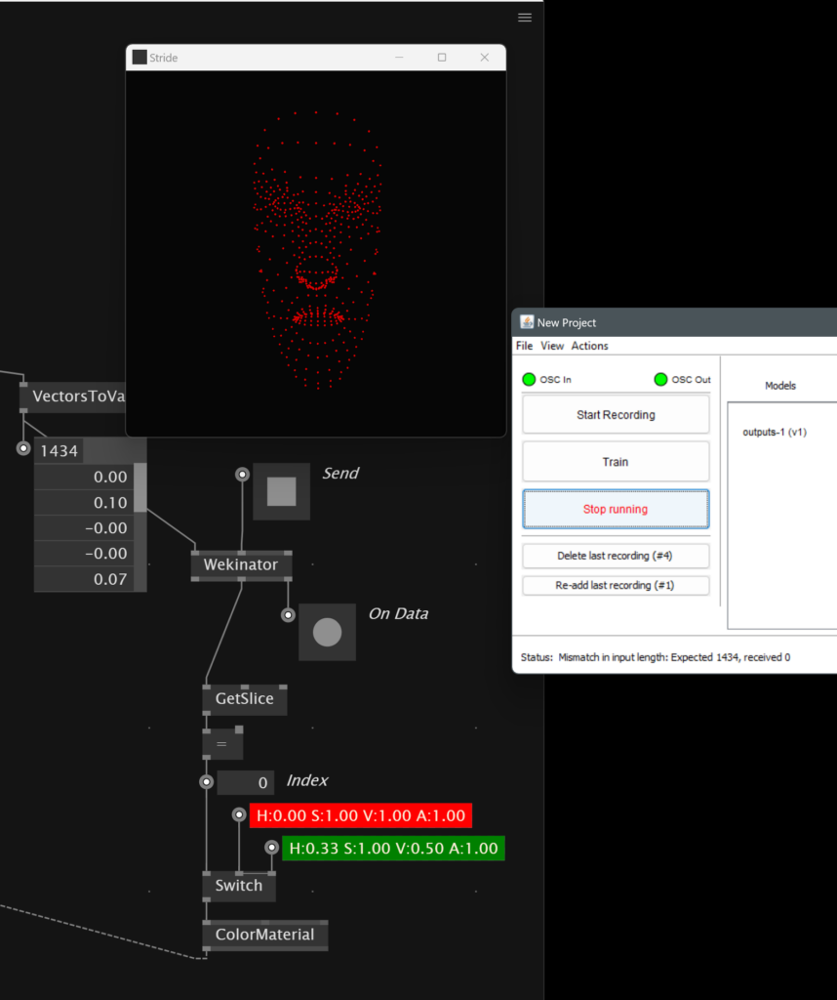 Stride
New Project
File View Actions
OSC In
OSC Out
Models
Start Recording
outputs-1 (v1)
Train
Stop running
Delete last recording (#4)
Re-add last recording (#1)
Status: Mismatch in input length: Expected 1434, received 0
VectorsToVa
1434
0.00
0.10
-0.00
-0.00
0.07
Send
Wekinator
On Data
GetSlice
=
0
Index
H:0.00 S:1.00 V:1.00 A:1.00
H:0.33 S:1.00 V:0.50 A:1.00
Switch
ColorMaterial